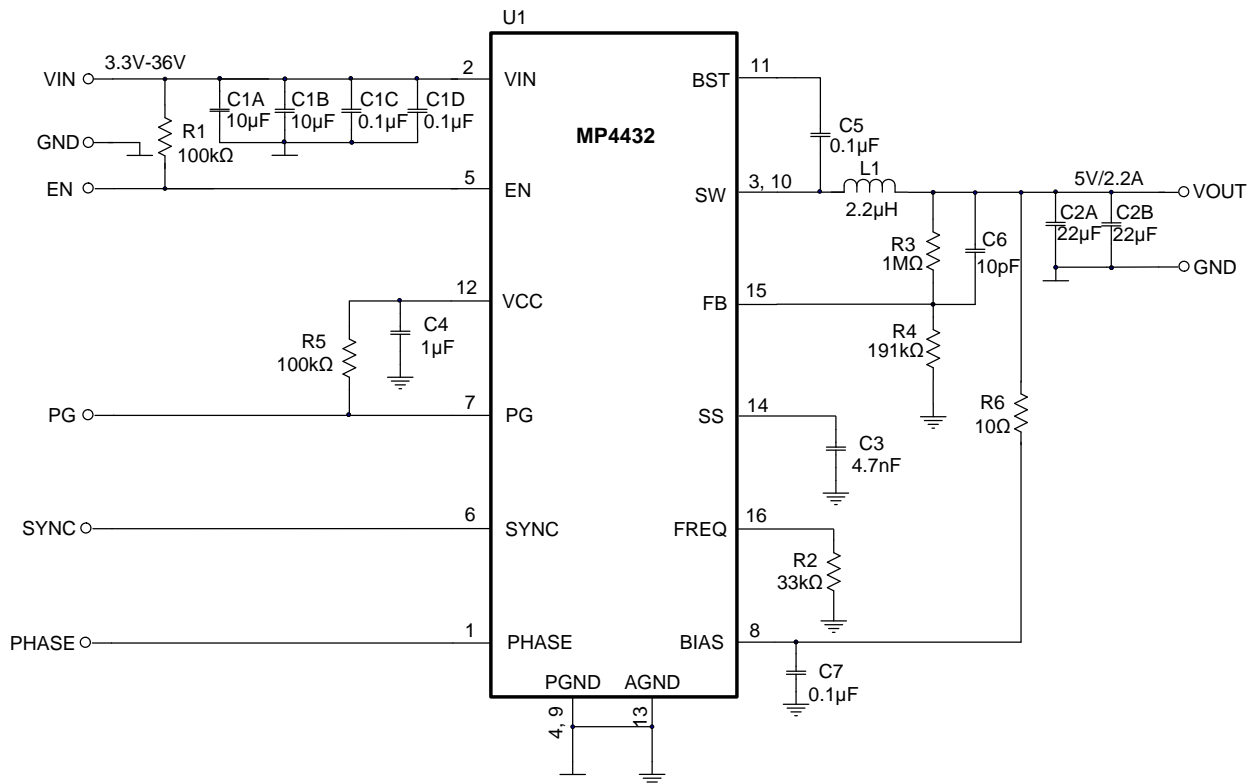 U1
3.3V-36V
VIN
2
VIN
BST
11
C1A
10µF
C1B
10µF
C1C
0.1µF
C1D
0.1µF
MP4432
R1
100kΩ
GND
C5
0.1µF
EN
5
EN
SW
3, 10
L1
2.2µH
5V/2.2A
VOUT
C2A
22µF
C2B
22µF
R3
1MΩ
C6
10pF
GND
12
VCC
FB
15
R5
100kΩ
C4
1µF
R4
191kΩ
PG
7
PG
SS
14
R6
10Ω
C3
4.7nF
SYNC
6
SYNC
FREQ
16
R2
33kΩ
PHASE
1
PHASE
BIAS
8
PGND
AGND
C7
0.1µF
4, 9
13